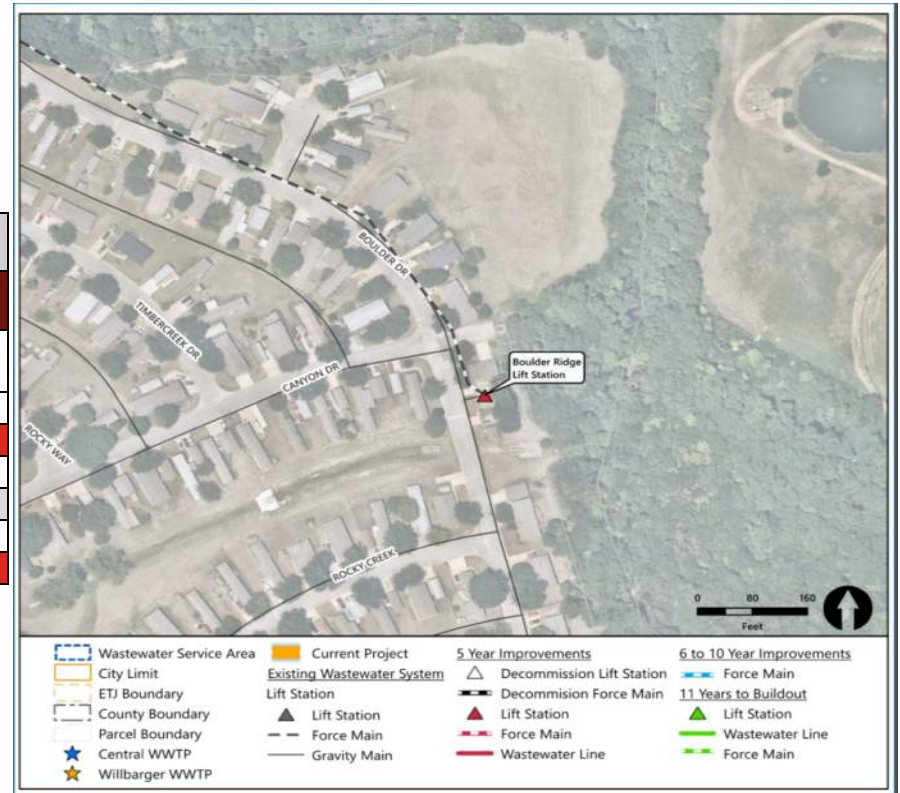 BOULDER DR
TIMBERCREEK DR
CANYON DR
Boulder Ridge
Lift Station
ROCKY WAY
ROCKY CREEK
0 80 160
Feet
Wastewater Service Area
City Limit
ETJ Boundary
County Boundary
Parcel Boundary
Central WWTP
Willbarger WWTP
Current Project
Existing Wastewater System
Lift Station
Lift Station
Force Main
Gravity Main
5 Year Improvements
Decommission Lift Station
Decommision Force Main
Lift Station
Force Main
Wastewater Line
6 to 10 Year Improvements
Force Main
11 Years to Buildout
Lift Station
Wastewater Line
Force Main